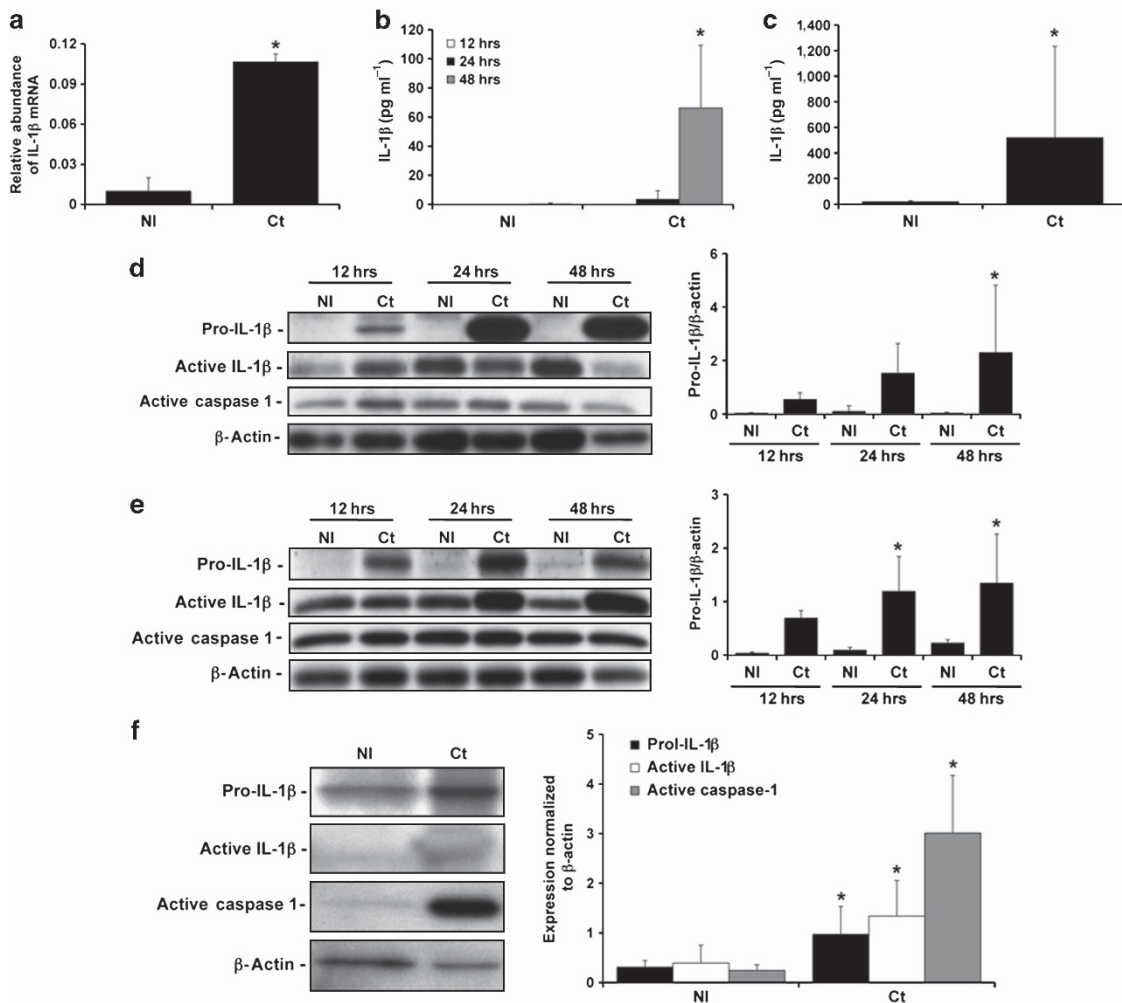 a
0.12
0.09
0.06
0.03
0
Relative abundance
of IL-1β mRNA
*
NI
Ct
b
120
100
80
60
40
20
0
IL-1β (pg ml⁻¹)
12 hrs
24 hrs
48 hrs
*
NI
Ct
c
1,400
1,200
1,000
800
600
400
200
0
IL-1β (pg ml⁻¹)
*
NI
Ct
d
12 hrs 24 hrs 48 hrs
NI Ct NI Ct NI Ct
Pro-IL-1β -
Active IL-1β -
Active caspase 1 -
β-Actin -
6
4
2
0
Pro-IL-1β/β-actin
*
NI Ct NI Ct NI Ct
12 hrs 24 hrs 48 hrs
e
12 hrs 24 hrs 48 hrs
NI Ct NI Ct NI Ct
Pro-IL-1β -
Active IL-1β -
Active caspase 1 -
β-Actin -
3
2
1
0
Pro-IL-1β/β-actin
* *
NI Ct NI Ct NI Ct
12 hrs 24 hrs 48 hrs
f
NI Ct
Pro-IL-1β -
Active IL-1β -
Active caspase 1 -
β-Actin -
5
4
3
2
1
0
Expression normalized
to β-actin
ProI-IL-1β
Active IL-1β
Active caspase-1
* * *
NI
Ct